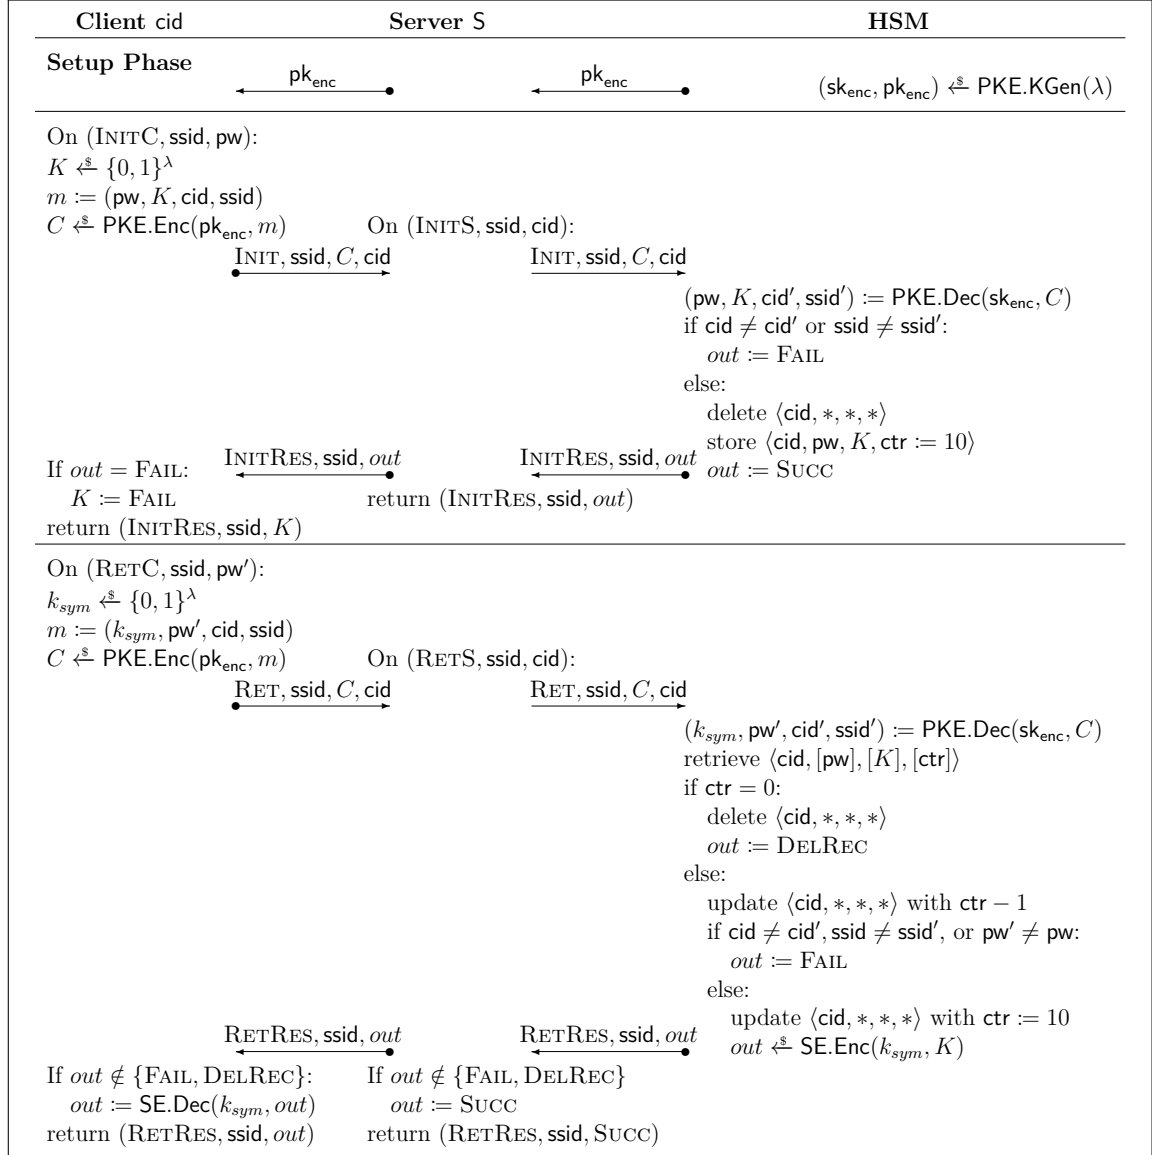 Client cid Server S HSM
Setup Phase
pk_enc pk_enc (sk_enc, pk_enc) ←$ PKE.KGen(λ)
On (INITC, ssid, pw):
K ←$ {0, 1}^λ
m := (pw, K, cid, ssid)
C ←$ PKE.Enc(pk_enc, m) On (INITS, ssid, cid):
INIT, ssid, C, cid INIT, ssid, C, cid
(pw, K, cid′, ssid′) := PKE.Dec(sk_enc, C)
if cid ≠ cid′ or ssid ≠ ssid′:
out := FAIL
else:
delete ⟨cid, ∗, ∗, ∗⟩
store ⟨cid, pw, K, ctr := 10⟩
If out = FAIL: INITRES, ssid, out INITRES, ssid, out out := SUCC
K := FAIL return (INITRES, ssid, out)
return (INITRES, ssid, K)
On (RETC, ssid, pw′):
k_sym ←$ {0, 1}^λ
m := (k_sym, pw′, cid, ssid)
C ←$ PKE.Enc(pk_enc, m) On (RETS, ssid, cid):
RET, ssid, C, cid RET, ssid, C, cid
(k_sym, pw′, cid′, ssid′) := PKE.Dec(sk_enc, C)
retrieve ⟨cid, [pw], [K], [ctr]⟩
if ctr = 0:
delete ⟨cid, ∗, ∗, ∗⟩
out := DELREC
else:
update ⟨cid, ∗, ∗, ∗⟩ with ctr − 1
if cid ≠ cid′, ssid ≠ ssid′, or pw′ ≠ pw:
out := FAIL
else:
update ⟨cid, ∗, ∗, ∗⟩ with ctr := 10
RETRES, ssid, out RETRES, ssid, out out ←$ SE.Enc(k_sym, K)
If out ∉ {FAIL, DELREC}: If out ∉ {FAIL, DELREC}
out := SE.Dec(k_sym, out) out := SUCC
return (RETRES, ssid, out) return (RETRES, ssid, SUCC)